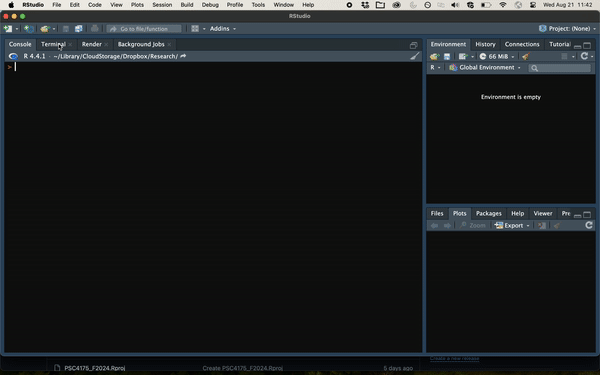 RStudio File Edit Code View Plots Session Build Debug Profile Tools Window Help Wed Aug 21 11:42
RStudio
Go to file/function Addins Project: (None)
Console Terminal Render Background Jobs
R 4.4.1 · ~/Library/CloudStorage/Dropbox/Research/
>
Environment History Connections Tutorial
66 MiB
R Global Environment
Environment is empty
Files Plots Packages Help Viewer Pre
Zoom Export
Create a new release
PSC4175_F2024.Rproj Create PSC4175_F2024.Rproj 5 days ago